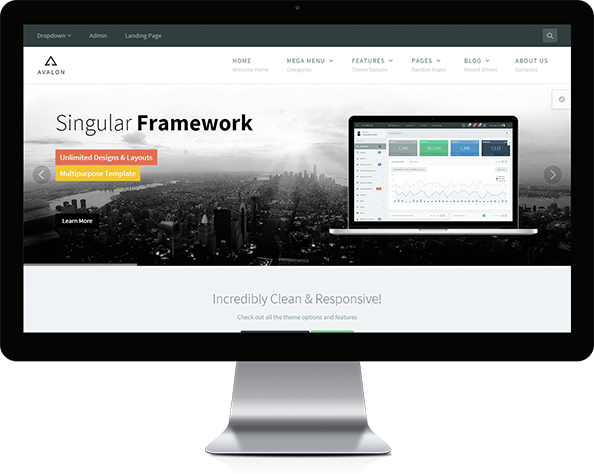 Dropdown Admin Landing Page
AVALON
HOME MEGA MENU FEATURES PAGES BLOG ABOUT US
Welcome Home Categories Theme Options Random Pages Recent Stories Company
Singular Framework
Unlimited Designs & Layouts
Multipurpose Template
Learn More
Incredibly Clean & Responsive!
Check out all the theme options and features